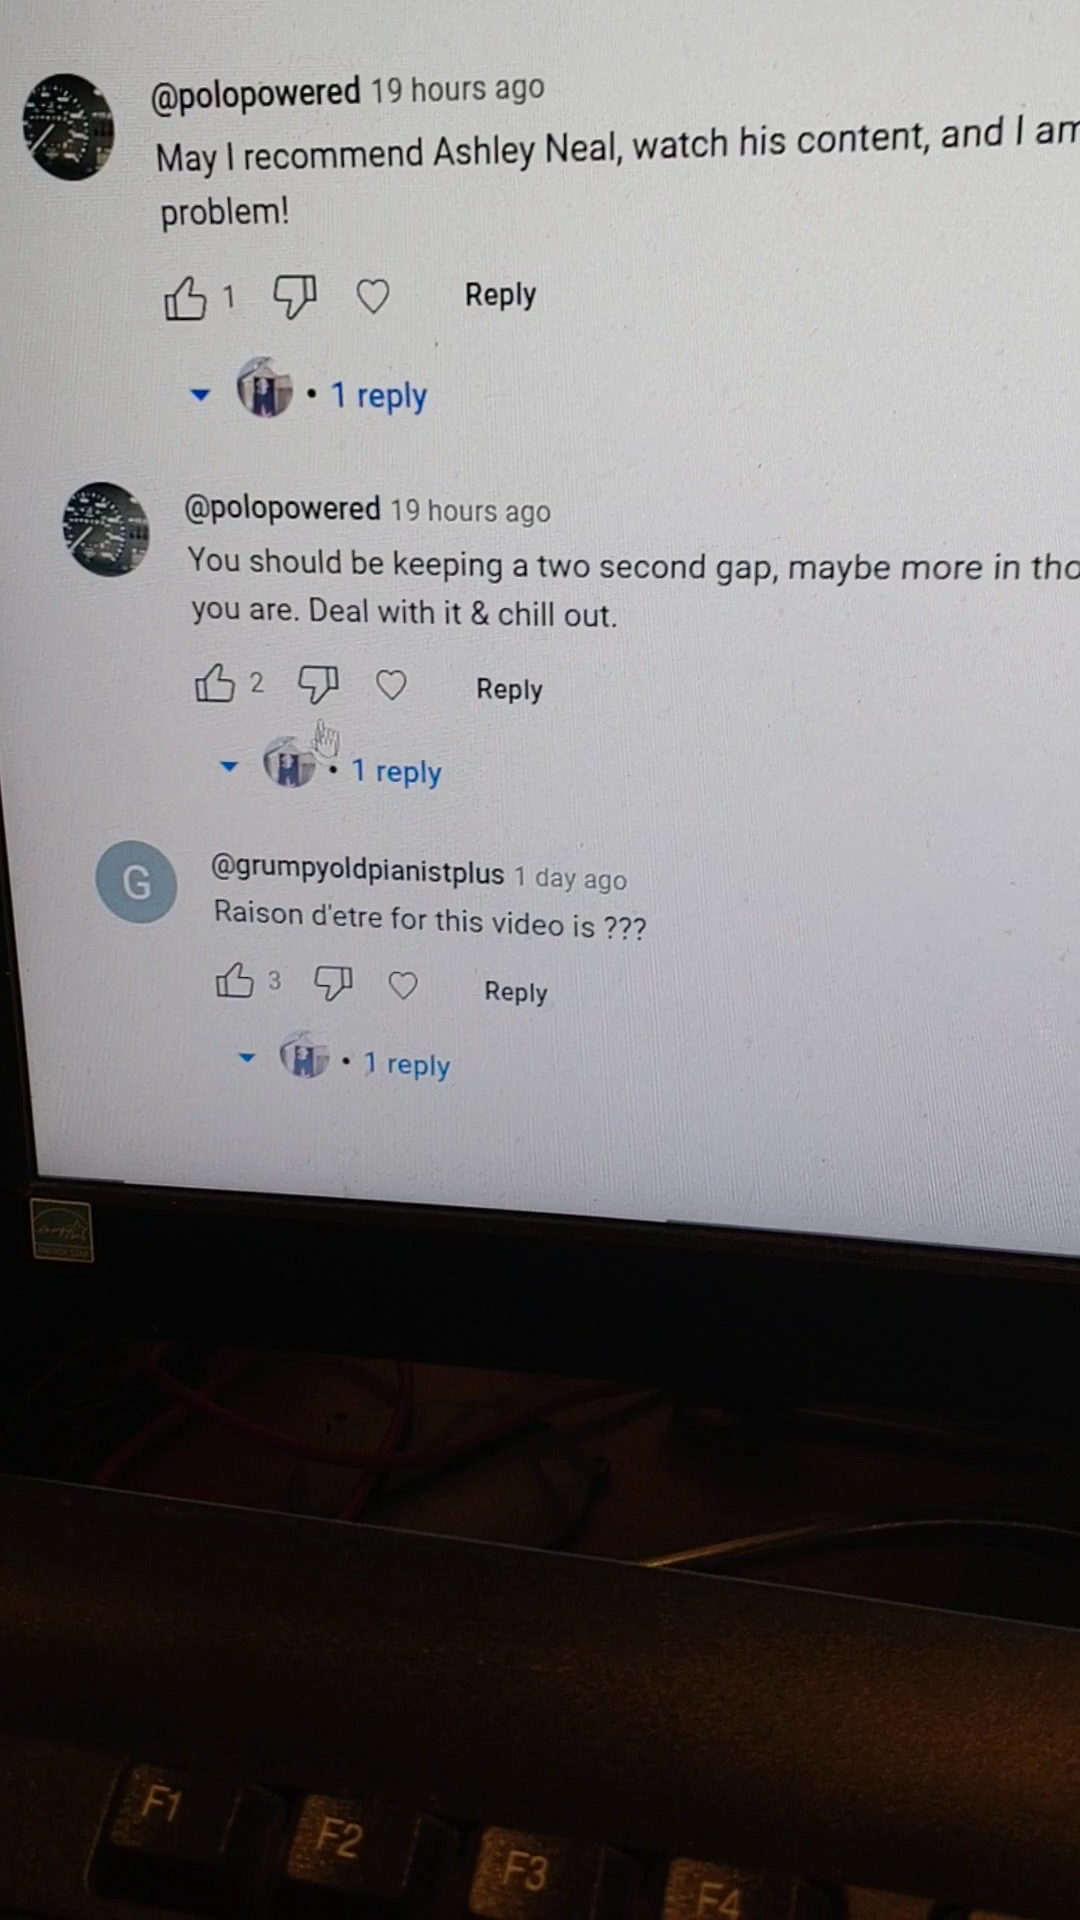 @polopowered 19 hours ago
May I recommend Ashley Neal, watch his content, and I am
problem!
1
Reply
• 1 reply
@polopowered 19 hours ago
You should be keeping a two second gap, maybe more in
you are. Deal with it & chill out.
2
Reply
• 1 reply
G
@grumpyoldpianistplus 1 day ago
Raison d'etre for this video is ???
3
Reply
• 1 reply
F1
F2
F3
F4